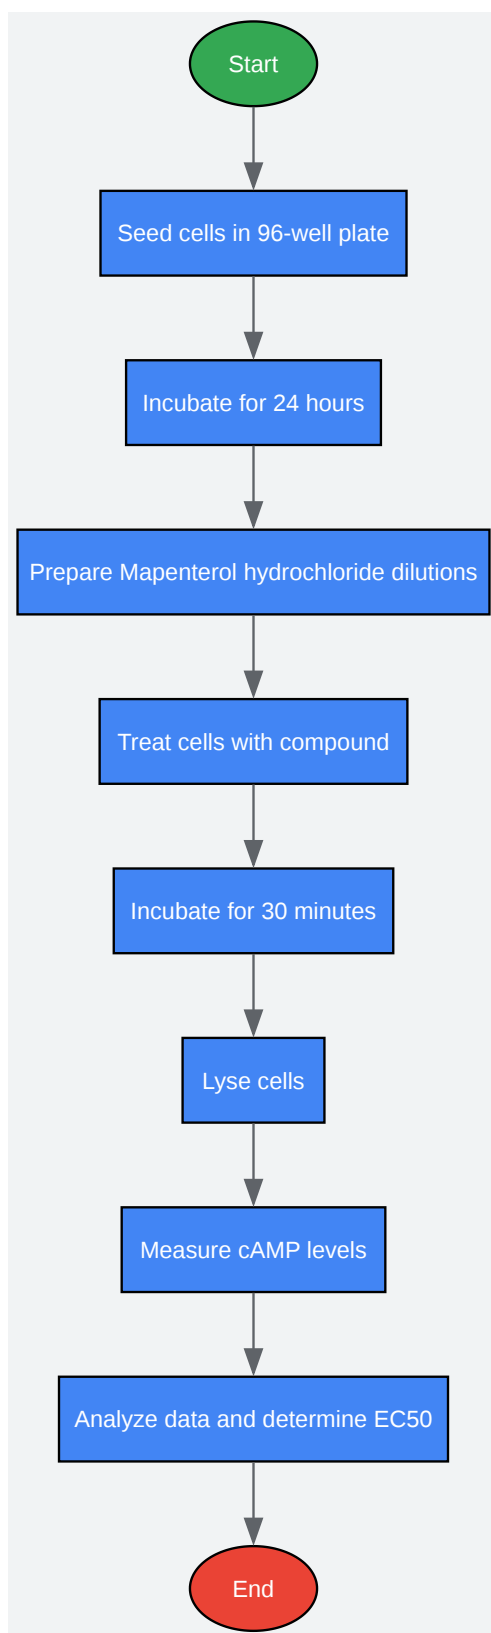 Start
Seed cells in 96-well plate
Incubate for 24 hours
Prepare Mapenterol hydrochloride dilutions
Treat cells with compound
Incubate for 30 minutes
Lyse cells
Measure cAMP levels
Analyze data and determine EC50
End